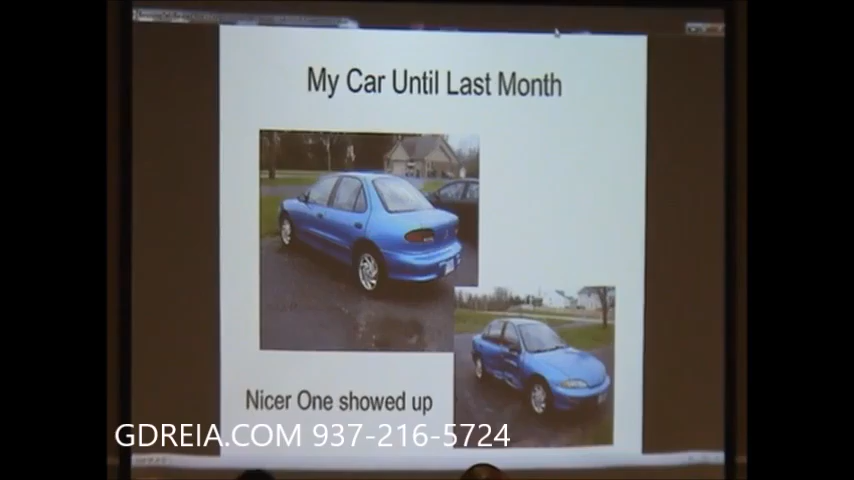 My Car Until Last Month
Nicer One showed up
GDREIA.COM 937-216-5724